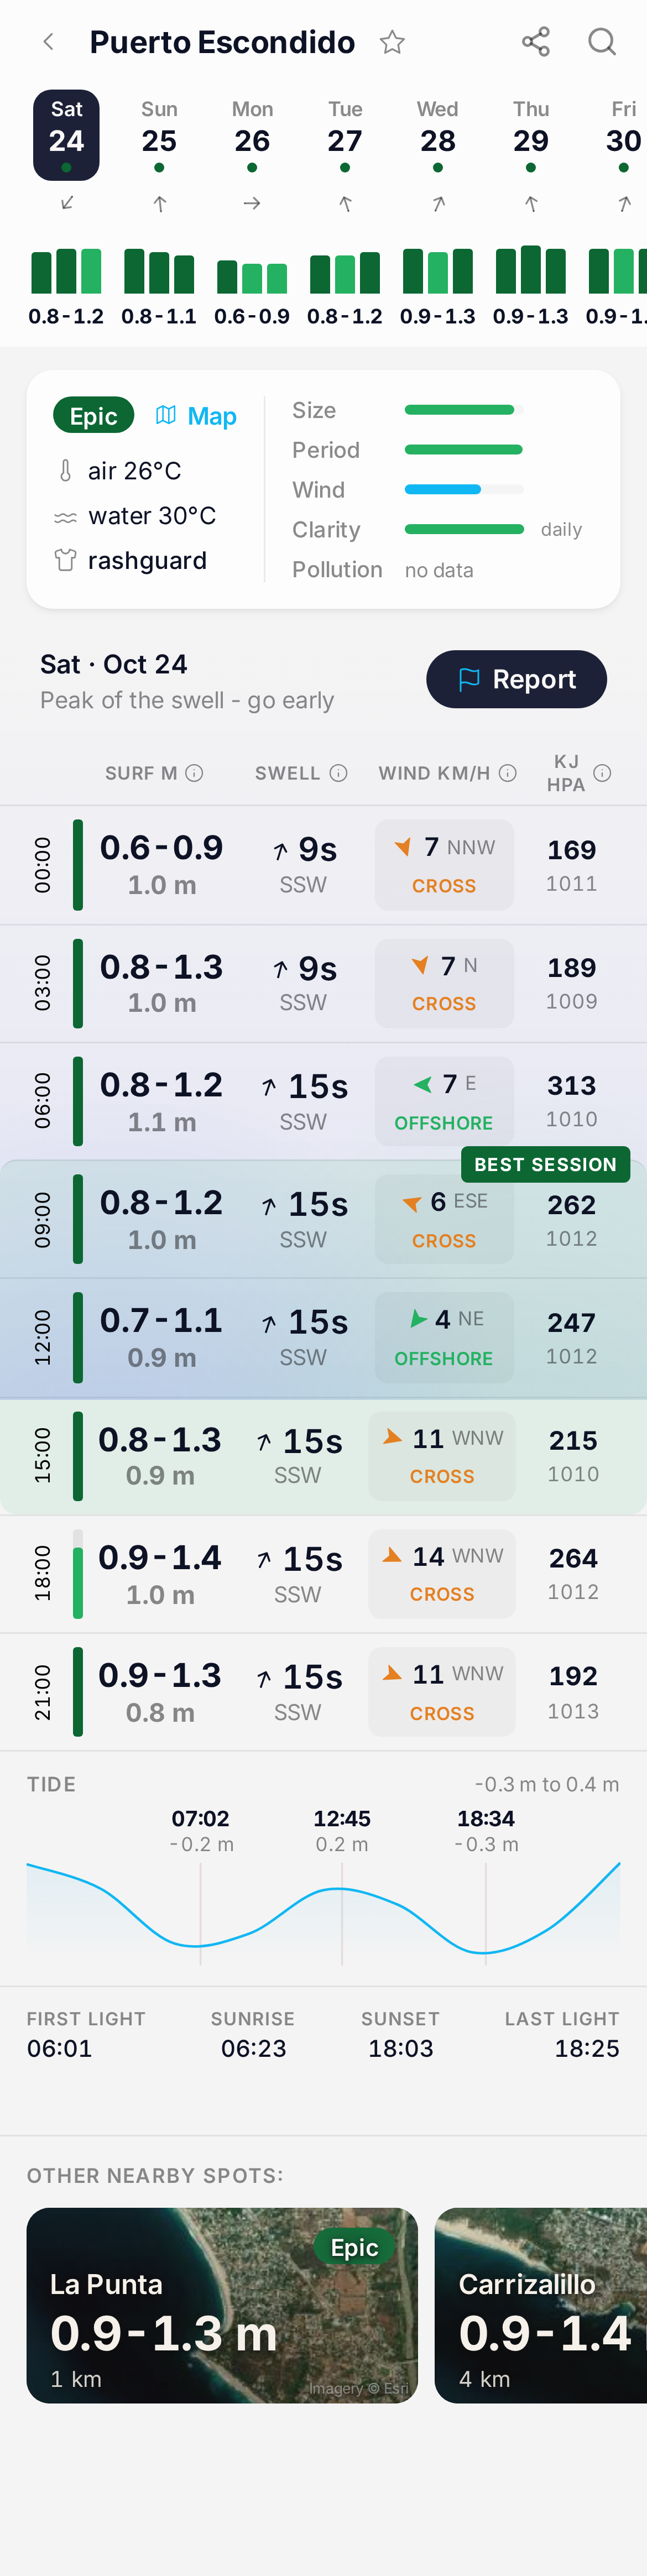 Puerto Escondido
Sat Sun Mon Tue Wed Thu Fri
24 25 26 27 28 29 30
0.8-1.2 0.8-1.1 0.6-0.9 0.8-1.2 0.9-1.3 0.9-1.3 0.9-1.
Epic Map
air 26°C
water 30°C
rashguard
Size
Period
Wind
Clarity daily
Pollution no data
Sat · Oct 24
Peak of the swell - go early
Report
SURF M SWELL WIND KM/H KJ
HPA
00:00 0.6-0.9 9s 7 NNW 169
1.0 m SSW CROSS 1011
03:00 0.8-1.3 9s 7 N 189
1.0 m SSW CROSS 1009
06:00 0.8-1.2 15s 7 E 313
1.1 m SSW OFFSHORE 1010
BEST SESSION
09:00 0.8-1.2 15s 6 ESE 262
1.0 m SSW CROSS 1012
12:00 0.7-1.1 15s 4 NE 247
0.9 m SSW OFFSHORE 1012
15:00 0.8-1.3 15s 11 WNW 215
0.9 m SSW CROSS 1010
18:00 0.9-1.4 15s 14 WNW 264
1.0 m SSW CROSS 1012
21:00 0.9-1.3 15s 11 WNW 192
0.8 m SSW CROSS 1013
TIDE -0.3 m to 0.4 m
07:02 12:45 18:34
-0.2 m 0.2 m -0.3 m
FIRST LIGHT SUNRISE SUNSET LAST LIGHT
06:01 06:23 18:03 18:25
OTHER NEARBY SPOTS:
Epic
La Punta
0.9-1.3 m
1 km
Imagery © Esri
Carrizalillo
0.9-1.4
4 km